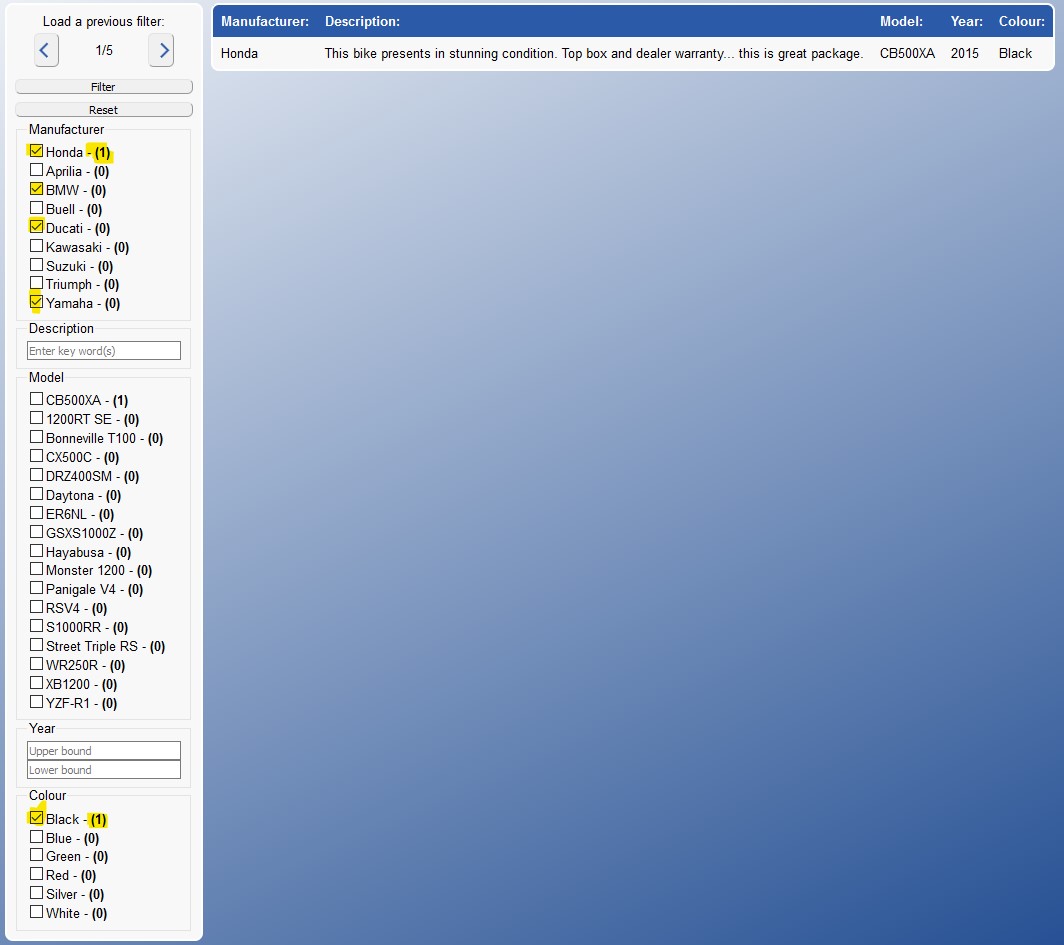 Load a previous filter:
1/5
Filter
Reset
Manufacturer
Honda - (1)
Aprilia - (0)
BMW - (0)
Buell - (0)
Ducati - (0)
Kawasaki - (0)
Suzuki - (0)
Triumph - (0)
Yamaha - (0)
Description
Enter key word(s)
Model
CB500XA - (1)
1200RT SE - (0)
Bonneville T100 - (0)
CX500C - (0)
DRZ400SM - (0)
Daytona - (0)
ER6NL - (0)
GSXS1000Z - (0)
Hayabusa - (0)
Monster 1200 - (0)
Panigale V4 - (0)
RSV4 - (0)
S1000RR - (0)
Street Triple RS - (0)
WR250R - (0)
XB1200 - (0)
YZF-R1 - (0)
Year
Upper bound
Lower bound
Colour
Black - (1)
Blue - (0)
Green - (0)
Red - (0)
Silver - (0)
White - (0)
Manufacturer: Description: Model: Year: Colour:
Honda This bike presents in stunning condition. Top box and dealer warranty... this is great package. CB500XA 2015 Black